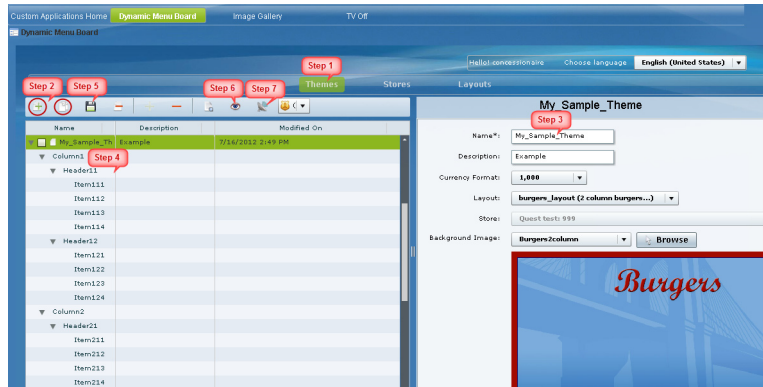 Custom Applications Home Dynamic Menu Board Image Gallery TV Off
Dynamic Menu Board
Step 1
Hello! concessionaire Choose language English (United States)
Step 2 Step 5 Step 6 Step 7
Themes Stores Layouts
My_Sample_Theme
Step 3
Name Description Modified On
Name*: My_Sample_Theme
My_Sample_Th Example 7/16/2012 2:49 PM
Column1 Step 4
Description: Example
Header11
Currency Format: 1,000
Item111
Item112
Layout: burgers_layout (2 column burgers...)
Item113
Store: Quest test: 999
Item114
Header12
Background Image: Burgers2column Browse
Item121
Item122
Item123
Item124
Burgers
Column2
Header21
Item211
Item212
Item213
Item214